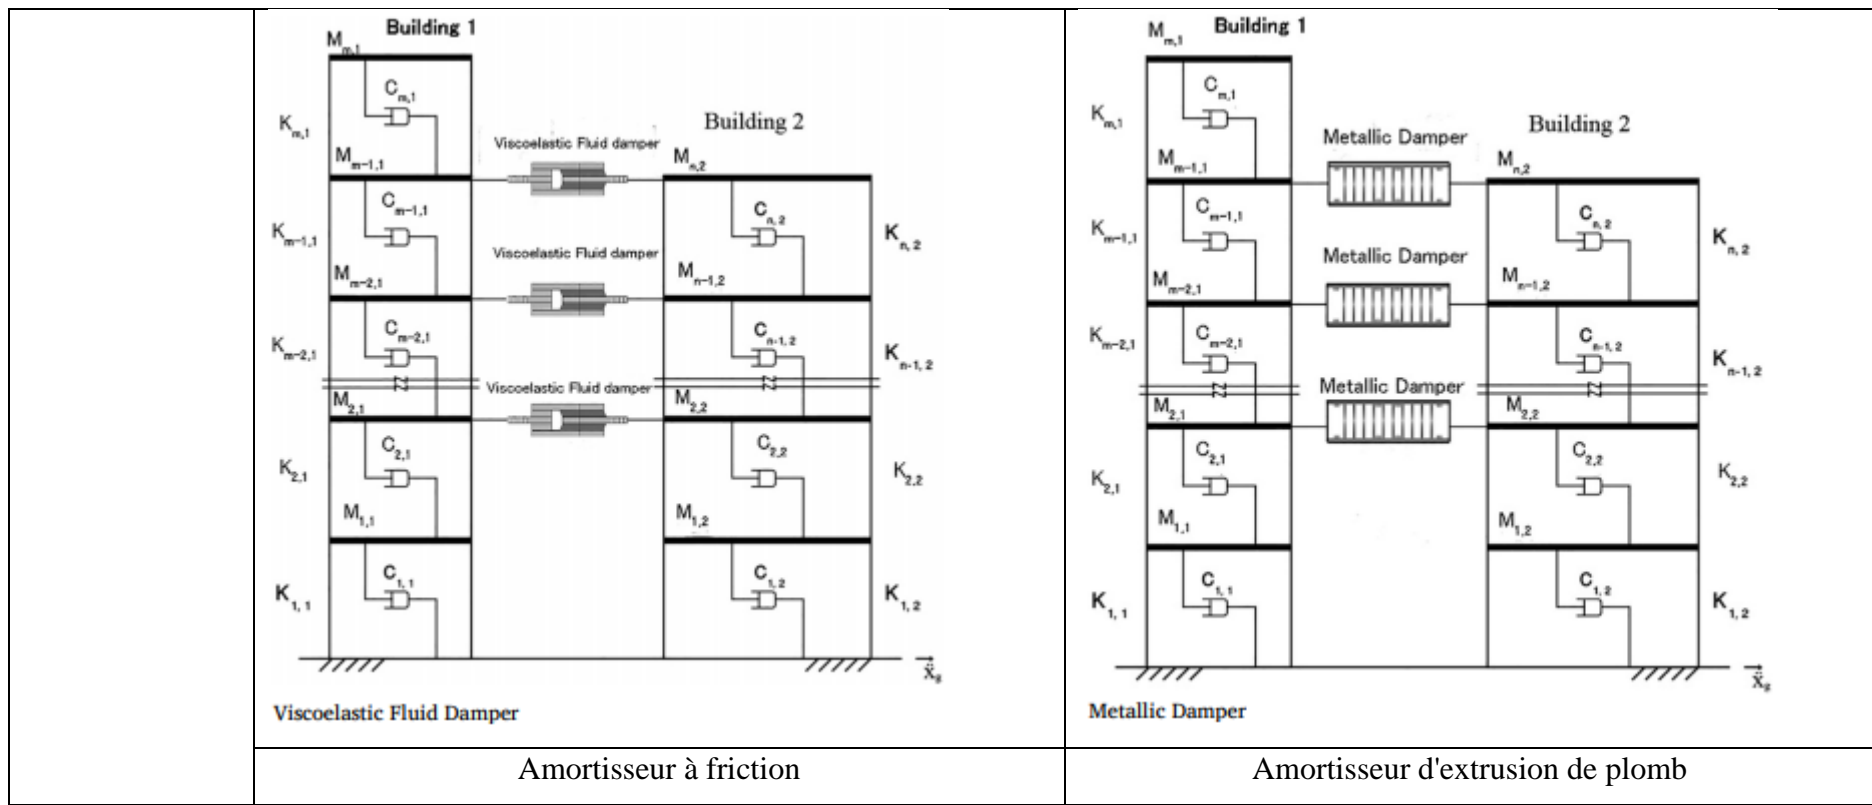 Building 1
M m,1
C m,1
K m,1
Building 2
Viscoelastic Fluid damper
M m-1,1
M n,2
C m-1,1
C n,2
K m-1,1
K n,2
Viscoelastic Fluid damper
M m-2,1
M n-1,2
C m-2,1
C n-1,2
K m-2,1
K n-1,2
Viscoelastic Fluid damper
M 2,1
M 2,2
C 2,1
C 2,2
K 2,1
K 2,2
M 1,1
M 1,2
C 1,1
C 1,2
K 1,1
K 1,2
ẍ g
Viscoelastic Fluid Damper
Building 1
M m,1
C m,1
K m,1
Building 2
Metallic Damper
M m-1,1
M n,2
C m-1,1
C n,2
K m-1,1
K n,2
Metallic Damper
M m-2,1
M n-1,2
C m-2,1
C n-1,2
K m-2,1
K n-1,2
Metallic Damper
M 2,1
M 2,2
C 2,1
C 2,2
K 2,1
K 2,2
M 1,1
M 1,2
C 1,1
C 1,2
K 1,1
K 1,2
ẍ g
Metallic Damper
Amortisseur à friction
Amortisseur d'extrusion de plomb